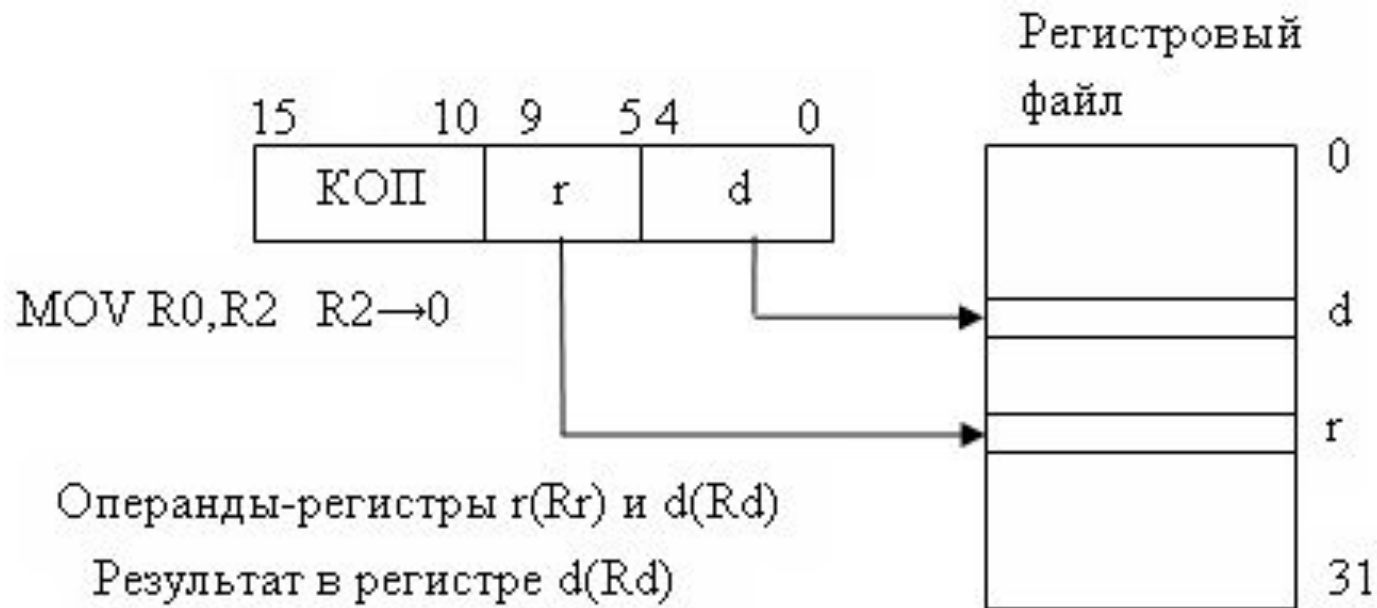 Регистровый
файл
15 10 9 5 4 0
КОП r d
0
MOV R0,R2 R2→0
d
r
Операнды-регистры r(Rr) и d(Rd)
Результат в регистре d(Rd)
31